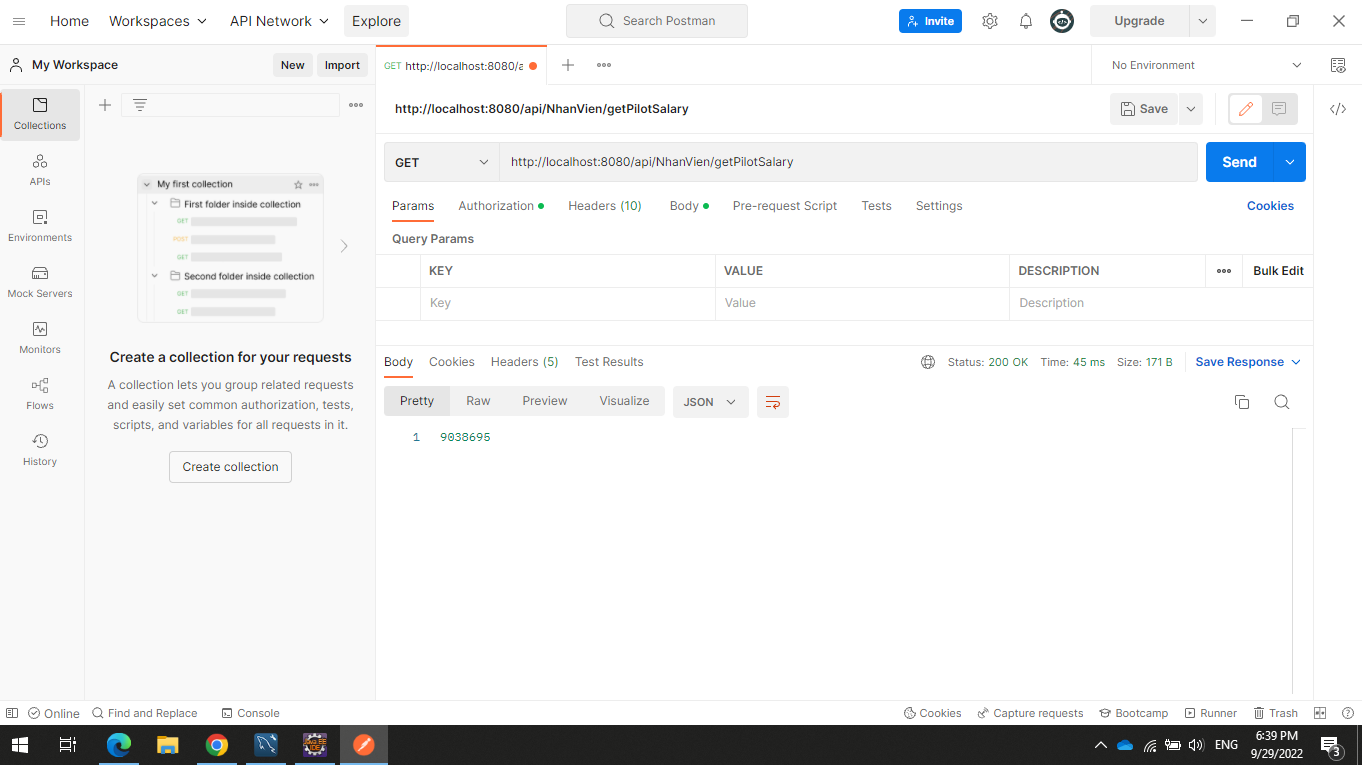 Home Workspaces API Network Explore Search Postman Invite Upgrade
My Workspace New Import GET http://localhost:8080/a No Environment
http://localhost:8080/api/NhanVien/getPilotSalary Save
Collections
APIs
Environments
Mock Servers
Monitors
Flows
History
My first collection
First folder inside collection
GET
POST
GET
Second folder inside collection
GET
GET
Create a collection for your requests
A collection lets you group related requests
and easily set common authorization, tests,
scripts, and variables for all requests in it.
Create collection
GET http://localhost:8080/api/NhanVien/getPilotSalary Send
Params Authorization Headers (10) Body Pre-request Script Tests Settings Cookies
Query Params
KEY VALUE DESCRIPTION Bulk Edit
Key Value Description
Body Cookies Headers (5) Test Results Status: 200 OK Time: 45 ms Size: 171 B Save Response
Pretty Raw Preview Visualize JSON
1 9038695
Online Find and Replace Console Cookies Capture requests Bootcamp Runner Trash
JAVA EE
IDE
ENG
6:39 PM
9/29/2022
3